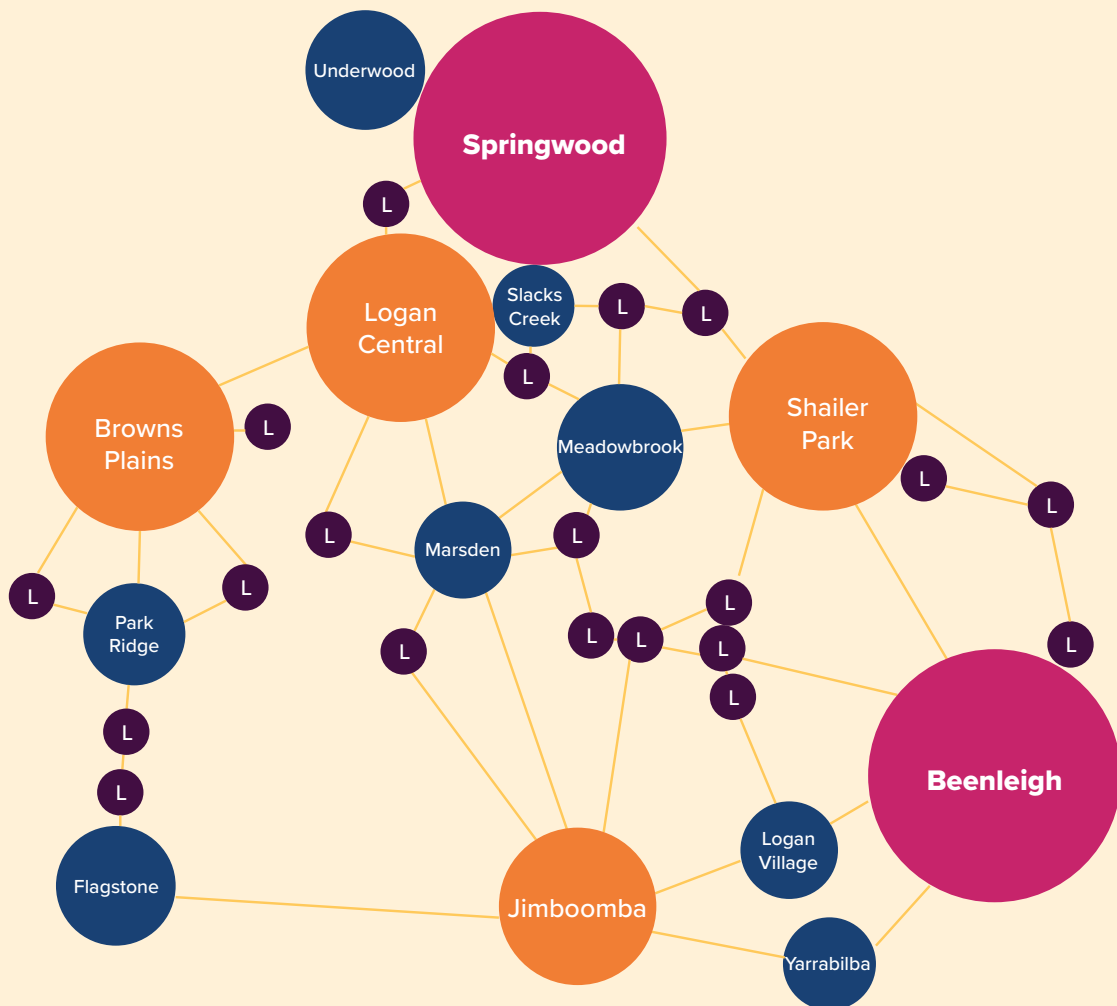 Underwood
Springwood
L
Slacks
Creek
L
L
Logan
Central
L
Shailer
Park
Browns
Plains
L
Meadowbrook
L
L
L
Marsden
L
L
L
Park
Ridge
L
L
L
L
L
L
L
L
L
Beenleigh
Logan
Village
Flagstone
Jimboomba
Yarrabilba